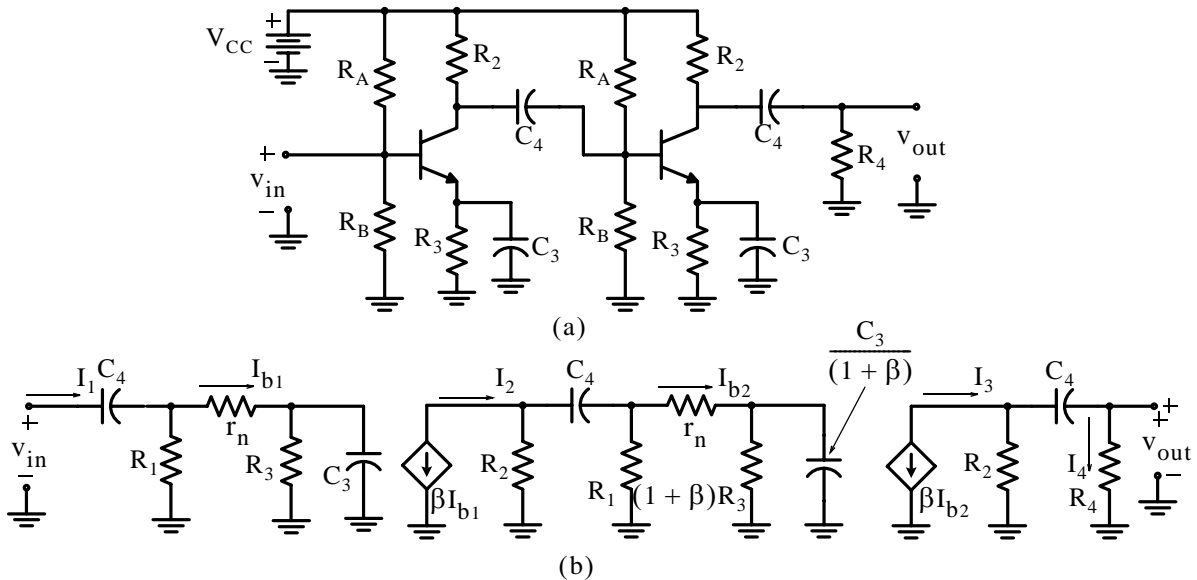 +
V_CC
−
R_A
R_2
C_4
R_A
R_2
C_4
R_4
v_out
+
−
+
v_in
−
R_B
R_3
C_3
R_B
R_3
C_3
(a)
I_1
C_4
I_b1
r_n
+
v_in
−
R_1
R_3
C_3
I_2
C_4
I_b2
r_n
C_3
(1 + β)
βI_b1
R_2
R_1
(1 + β)R_3
I_3
C_4
βI_b2
R_2
I_4
R_4
+
+
v_out
−
(b)